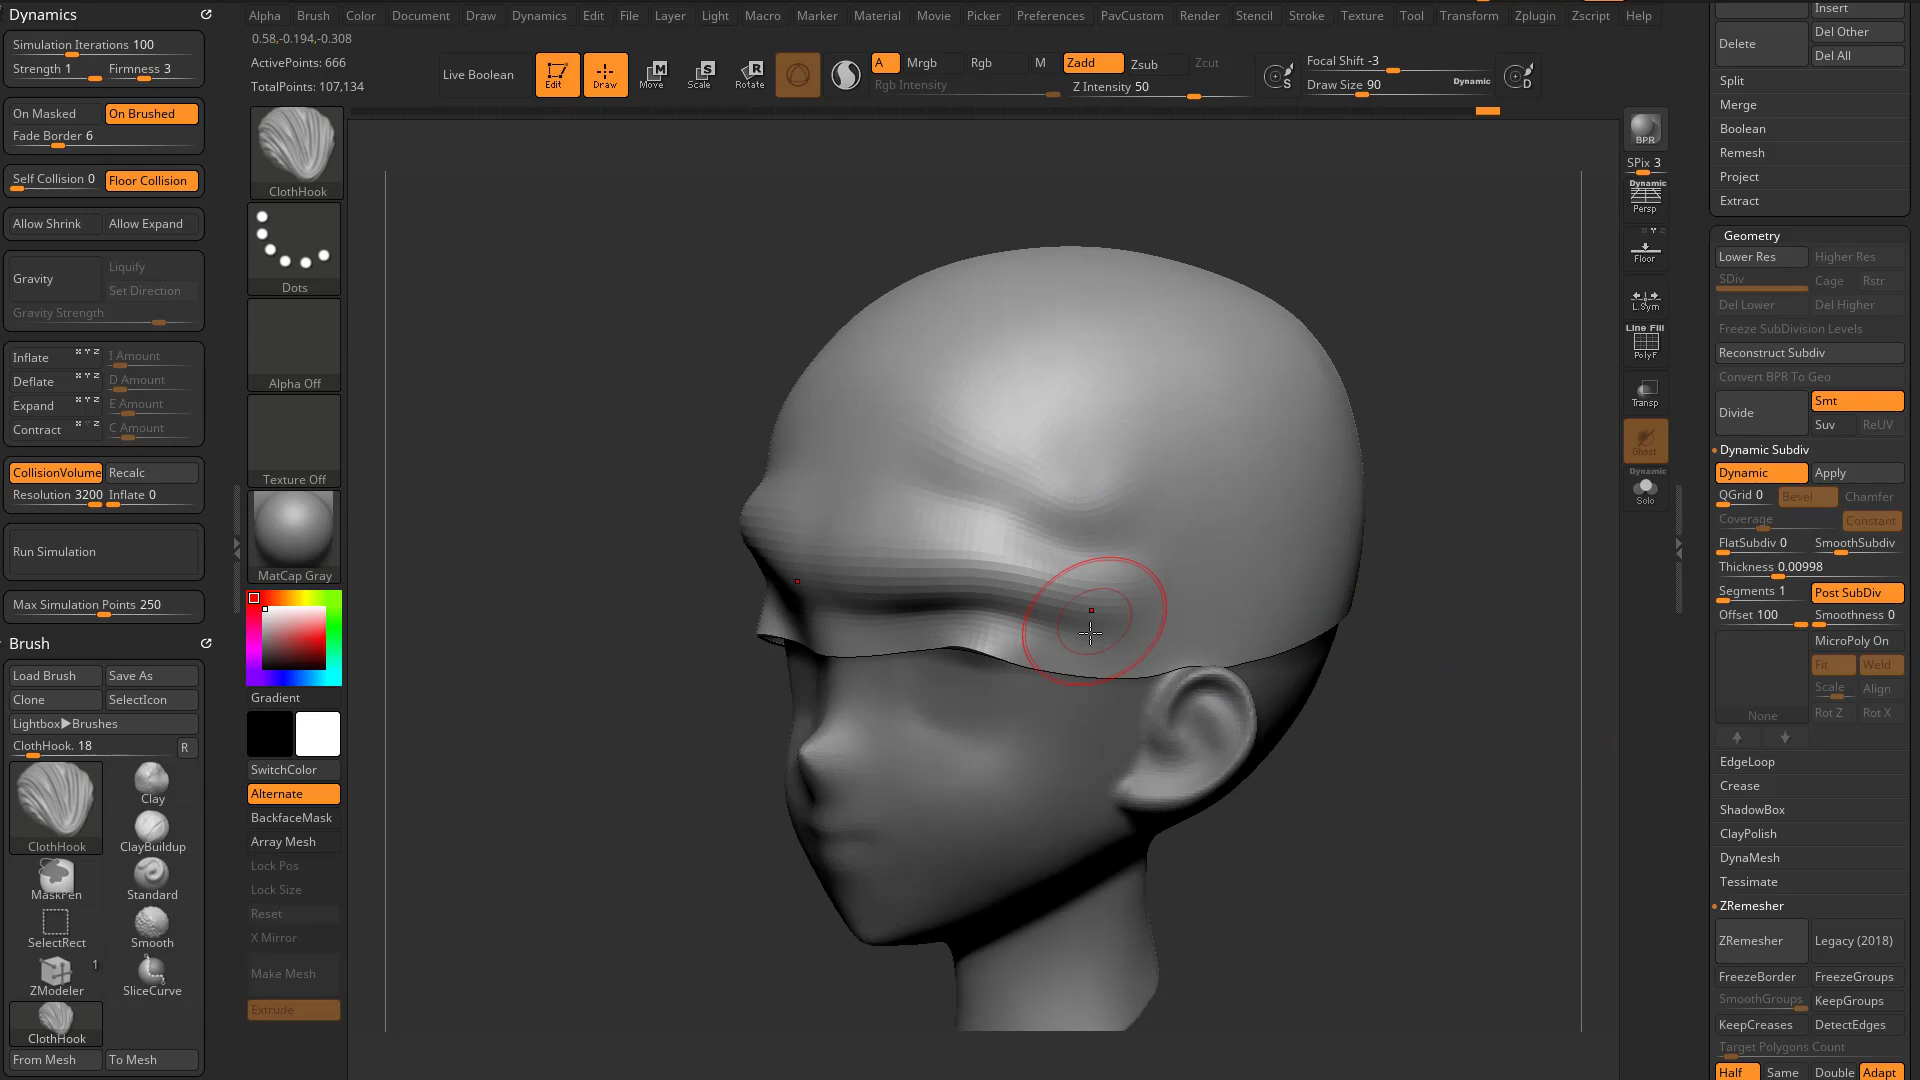 Dynamics
Simulation Iterations 100
Strength 1 Firmness 3
On Masked On Brushed
Fade Border 6
Self Collision 0 Floor Collision
Allow Shrink Allow Expand
Gravity
Liquify
Set Direction
Gravity Strength
Inflate I Amount
Deflate D Amount
Expand E Amount
Contract C Amount
CollisionVolume Recalc
Resolution 3200 Inflate 0
Run Simulation
Max Simulation Points 250
Brush
Load Brush Save As
Clone SelectIcon
Lightbox▶Brushes
ClothHook. 18 R
ClothHook
Clay
ClayBuildup
MaskPen Standard
SelectRect Smooth
1
ZModeler SliceCurve
ClothHook
From Mesh To Mesh
Alpha Brush Color Document Draw Dynamics Edit File Layer Light Macro Marker Material Movie Picker Preferences PavCustom Render Stencil Stroke Texture Tool Transform Zplugin Zscript Help
0.58,-0.194,-0.308
ActivePoints: 666
TotalPoints: 107,134
Live Boolean
Edit Draw Move Scale Rotate
M S R
A Mrgb Rgb M Zadd Zsub Zcut
Rgb Intensity Z Intensity 50
S
Focal Shift -3
Draw Size 90 Dynamic
D
ClothHook
Dots
Alpha Off
Texture Off
MatCap Gray
Gradient
SwitchColor
Alternate
BackfaceMask
Array Mesh
Lock Pos
Lock Size
Reset
X Mirror
Make Mesh
Extrude
BPR
SPix 3
Dynamic
Persp
Floor
L.Sym
Line Fill
PolyF
Transp
Ghost
Dynamic
Solo
Insert
Delete Del Other
Del All
Split
Merge
Boolean
Remesh
Project
Extract
Geometry
Lower Res Higher Res
SDiv Cage Rstr
Del Lower Del Higher
Freeze SubDivision Levels
Reconstruct Subdiv
Convert BPR To Geo
Divide Smt
Suv ReUV
Dynamic Subdiv
Dynamic Apply
QGrid 0 Bevel Chamfer
Coverage Constant
FlatSubdiv 0 SmoothSubdiv
Thickness 0.00998
Segments 1 Post SubDiv
Offset 100 Smoothness 0
MicroPoly On
Fit Weld
Scale Align
None Rot Z Rot X
EdgeLoop
Crease
ShadowBox
ClayPolish
DynaMesh
Tessimate
ZRemesher
ZRemesher Legacy (2018)
FreezeBorder FreezeGroups
SmoothGroups KeepGroups
KeepCreases DetectEdges
Target Polygons Count
Half Same Double Adapt